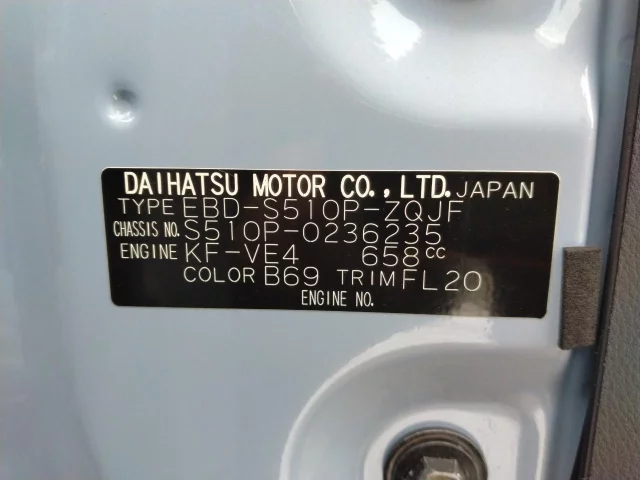 DAIHATSU MOTOR CO., LTD. JAPAN
TYPE EBD-S510P-ZQJF
CHASSIS NO. S510P-0236235
ENGINE KF-VE4 658cc
COLOR B69 TRIM FL20
ENGINE NO.